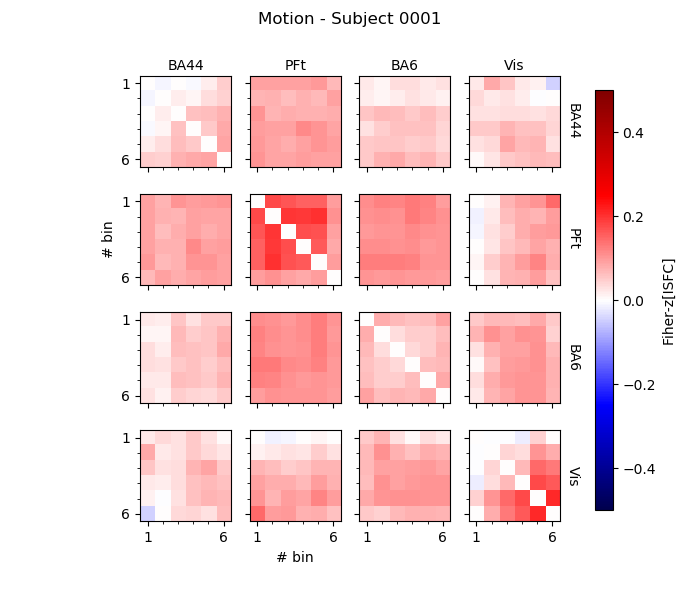 Motion - Subject 0001
BA44 PFt BA6 Vis
1
6
BA44
1
6
PFt
1
6
BA6
1
6
Vis
1 6 1 6 1 6 1 6
# bin
# bin
0.4
0.2
0.0
−0.2
−0.4
Fiher-z[ISFC]